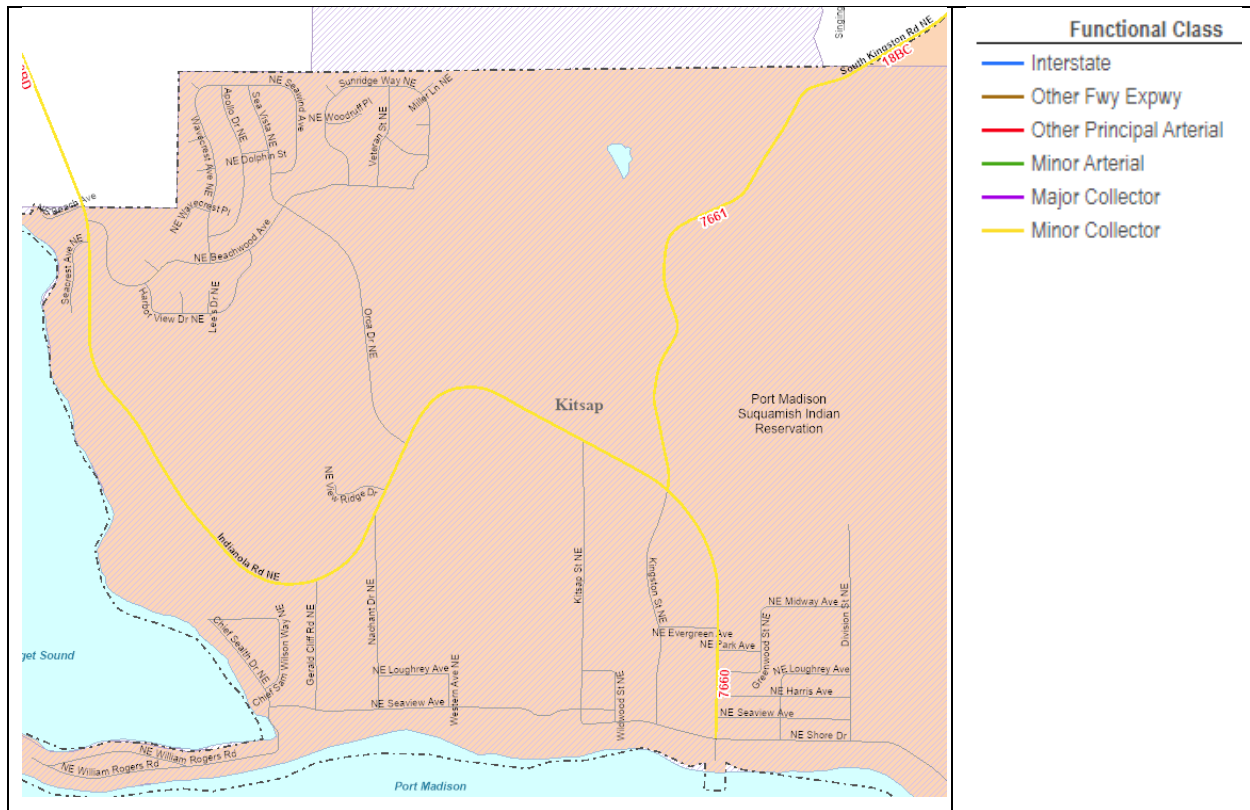 Singing
South Kingston Rd NE
18BC
Functional Class
Interstate
Other Fwy Expwy
Other Principal Arterial
Minor Arterial
Major Collector
Minor Collector
NE Seawind Ave
Sunridge Way NE
Miller Ln NE
Apollo Dr NE
Sea Vista NE
NE Woodruff Pl
Veteran St NE
Wavecrest Ave NE
NE Dolphin St
NE Wavecrest Pl
Seacrest Ave NE
NE Beachwood Ave
7661
Harbor
View Dr NE
Lee's Dr NE
Orca Dr NE
Kitsap
Port Madison
Suquamish Indian
Reservation
NE View
Ridge Dr
Indianola Rd NE
Kitsap St NE
Kingston St NE
Nachant Dr NE
Gerald Cliff Rd NE
Chief Sealth Dr NE
Chief Sam Wilson Way NE
NE Midway Ave
Division St NE
NE Evergreen Ave
NE Park Ave
Greenwood St NE
NE Loughrey Ave
NE Loughrey Ave
Western Ave NE
NE Harris Ave
7660
NE Seaview Ave
NE Seaview Ave
Wildwood St NE
NE Shore Dr
get Sound
NE William Rogers Rd
NE William Rogers Rd
Port Madison